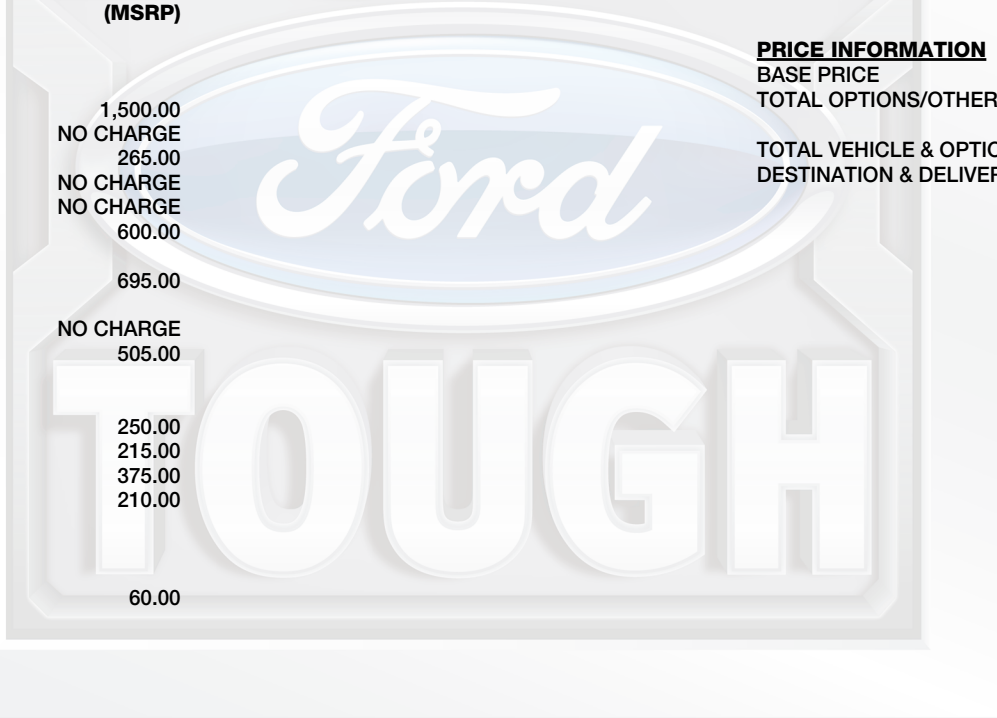 (MSRP)
1,500.00
NO CHARGE
265.00
NO CHARGE
NO CHARGE
600.00
695.00
NO CHARGE
505.00
250.00
215.00
375.00
210.00
60.00
PRICE INFORMATION
BASE PRICE
TOTAL OPTIONS/OTHER
TOTAL VEHICLE & OPTIO
DESTINATION & DELIVER
Ford
TOUGH